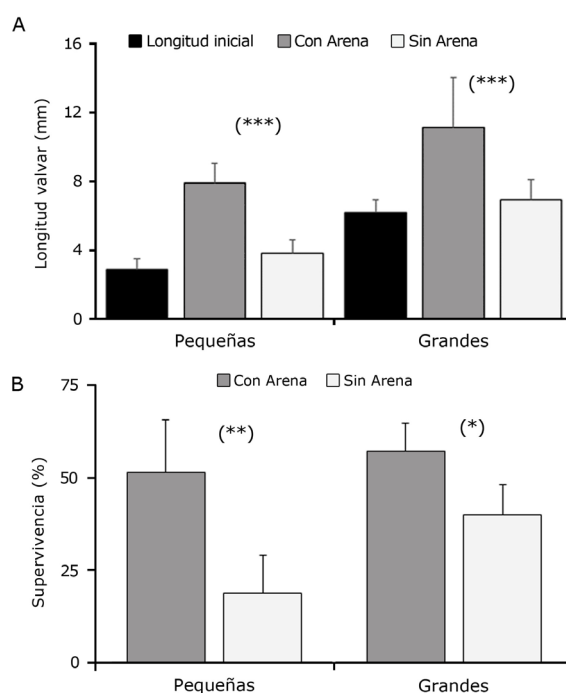 A
Longitud inicial Con Arena Sin Arena
16
12
8
4
0
Longitud valvar (mm)
(***)
(***)
Pequeñas Grandes
B
Con Arena Sin Arena
75
50
25
0
Supervivencia (%)
(**)
(*)
Pequeñas Grandes